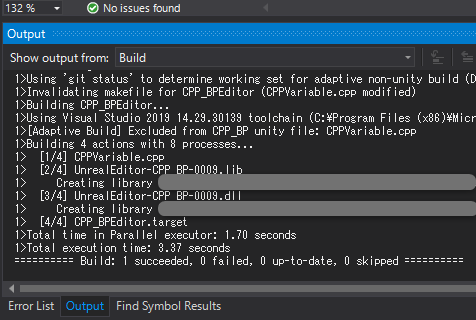 132 %
No issues found
Output
Show output from: Build
1>Using 'git status' to determine working set for adaptive non-unity build (D
1>Invalidating makefile for CPP_BPEditor (CPPVariable.cpp modified)
1>Building CPP_BPEditor...
1>Using Visual Studio 2019 14.29.30139 toolchain (C:¥Program Files (x86)¥Micr
1>[Adaptive Build] Excluded from CPP_BP unity file: CPPVariable.cpp
1>Building 4 actions with 8 processes...
1>  [1/4] CPPVariable.cpp
1>  [2/4] UnrealEditor-CPP_BP-0009.lib
1>     Creating library
1>  [3/4] UnrealEditor-CPP_BP-0009.dll
1>     Creating library
1>  [4/4] CPP_BPEditor.target
1>Total time in Parallel executor: 1.70 seconds
1>Total execution time: 3.37 seconds
========== Build: 1 succeeded, 0 failed, 0 up-to-date, 0 skipped ==========
Error List Output Find Symbol Results